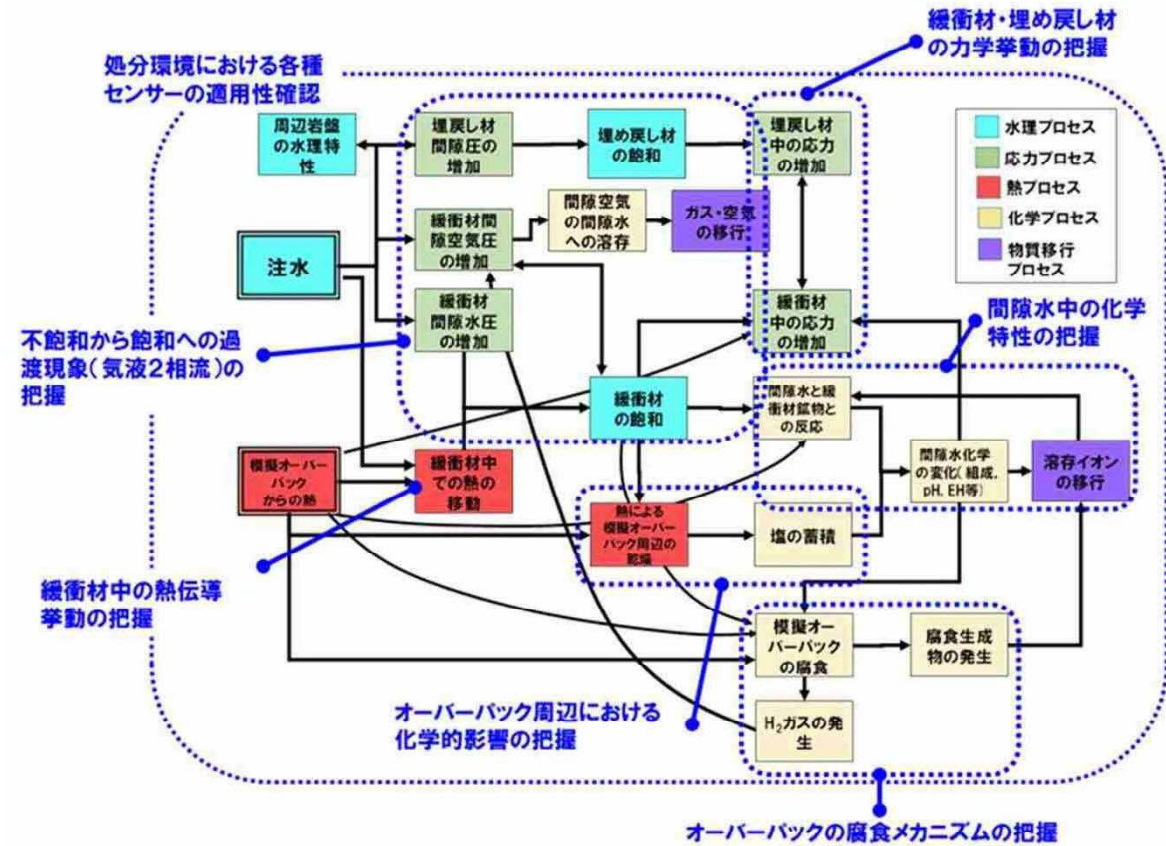 緩衝材・埋め戻し材
の力学挙動の把握
処分環境における各種
センサーの適用性確認
周辺岩盤
の水理特
性
埋戻し材
間隙圧の
増加
埋め戻し材
の飽和
埋戻し材
中の応力
の増加
水理プロセス
応力プロセス
熱プロセス
化学プロセス
物質移行
プロセス
緩衝材間
隙空気圧
の増加
間隙空気
の間隙水
への溶存
ガス・空気
の移行
注水
緩衝材
間隙水圧
の増加
緩衝材
中の応力
の増加
間隙水中の化学
特性の把握
不飽和から飽和への過
渡現象(気液2相流)の
把握
緩衝材
の飽和
間隙水と緩
衝材鉱物と
の反応
模擬オーバー
パック
からの熱
緩衝材中
での熱の
移動
間隙水化学
の変化(組成,
pH, EH等)
溶存イオン
の移行
熱による
模擬オーバー
パック周辺の
乾燥
塩の蓄積
緩衝材中の熱伝導
挙動の把握
模擬オー
バーパック
の腐食
腐食生成
物の発生
オーバーパック周辺における
化学的影響の把握
H₂ガスの発
生
オーバーパックの腐食メカニズムの把握